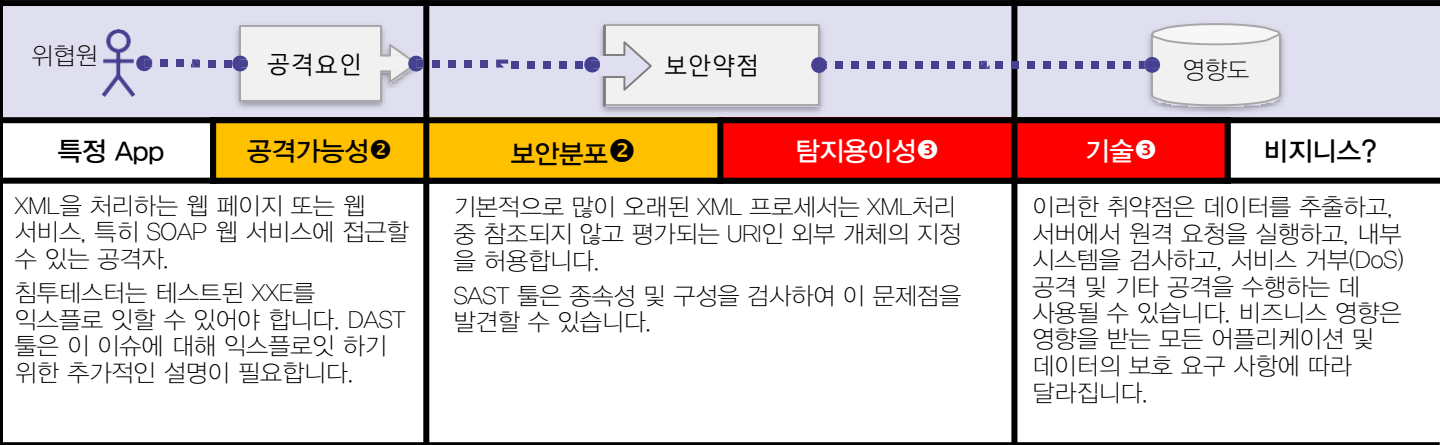 위협원
공격요인
보안약점
영향도
특정 App
공격가능성❷
보안분포❷
탐지용이성❸
기술❸
비지니스?
XML을 처리하는 웹 페이지 또는 웹
서비스, 특히 SOAP 웹 서비스에 접근할
수 있는 공격자.
침투테스터는 테스트된 XXE를
익스플로 잇할 수 있어야 합니다. DAST
툴은 이 이슈에 대해 익스플로잇 하기
위한 추가적인 설명이 필요합니다.
기본적으로 많이 오래된 XML 프로세서는 XML처리
중 참조되지 않고 평가되는 URI인 외부 개체의 지정
을 허용합니다.
SAST 툴은 종속성 및 구성을 검사하여 이 문제점을
발견할 수 있습니다.
이러한 취약점은 데이터를 추출하고,
서버에서 원격 요청을 실행하고, 내부
시스템을 검사하고, 서비스 거부(DoS)
공격 및 기타 공격을 수행하는 데
사용될 수 있습니다. 비즈니스 영향은
영향을 받는 모든 어플리케이션 및
데이터의 보호 요구 사항에 따라
달라집니다.